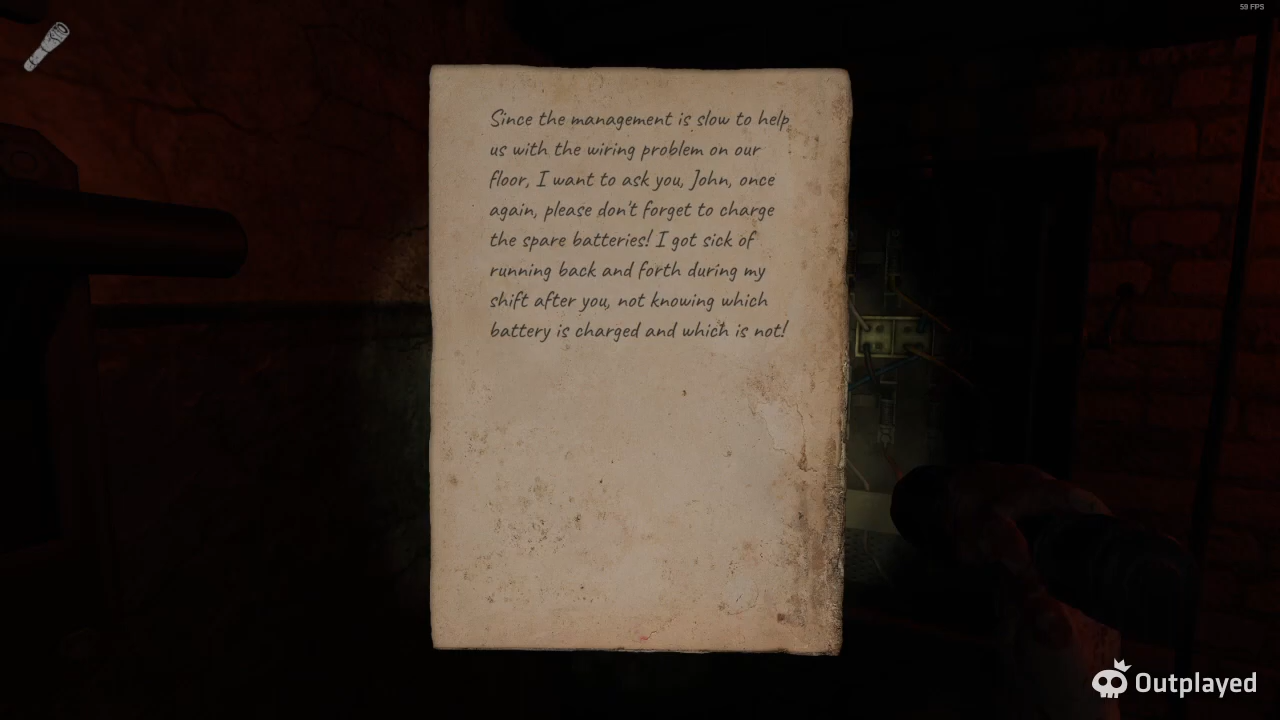 59 FPS
Since the management is slow to help
us with the wiring problem on our
floor, I want to ask you, John, once
again, please don't forget to charge
the spare batteries! I got sick of
running back and forth during my
shift after you, not knowing which
battery is charged and which is not!
Outplayed